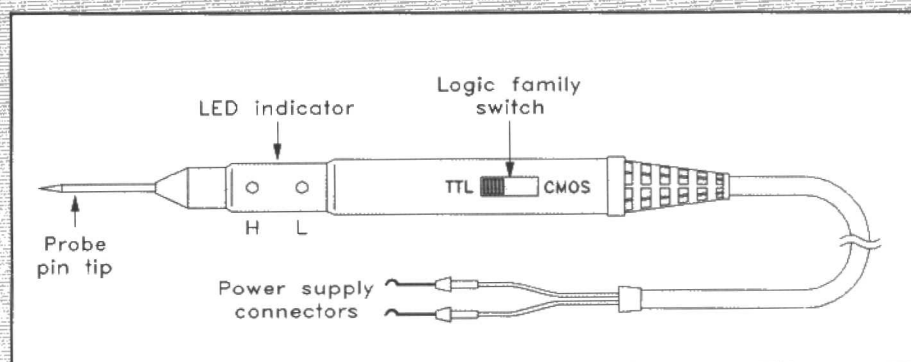 Logic family
switch
LED indicator
TTL
CMOS
H
L
Probe
pin tip
Power supply
connectors